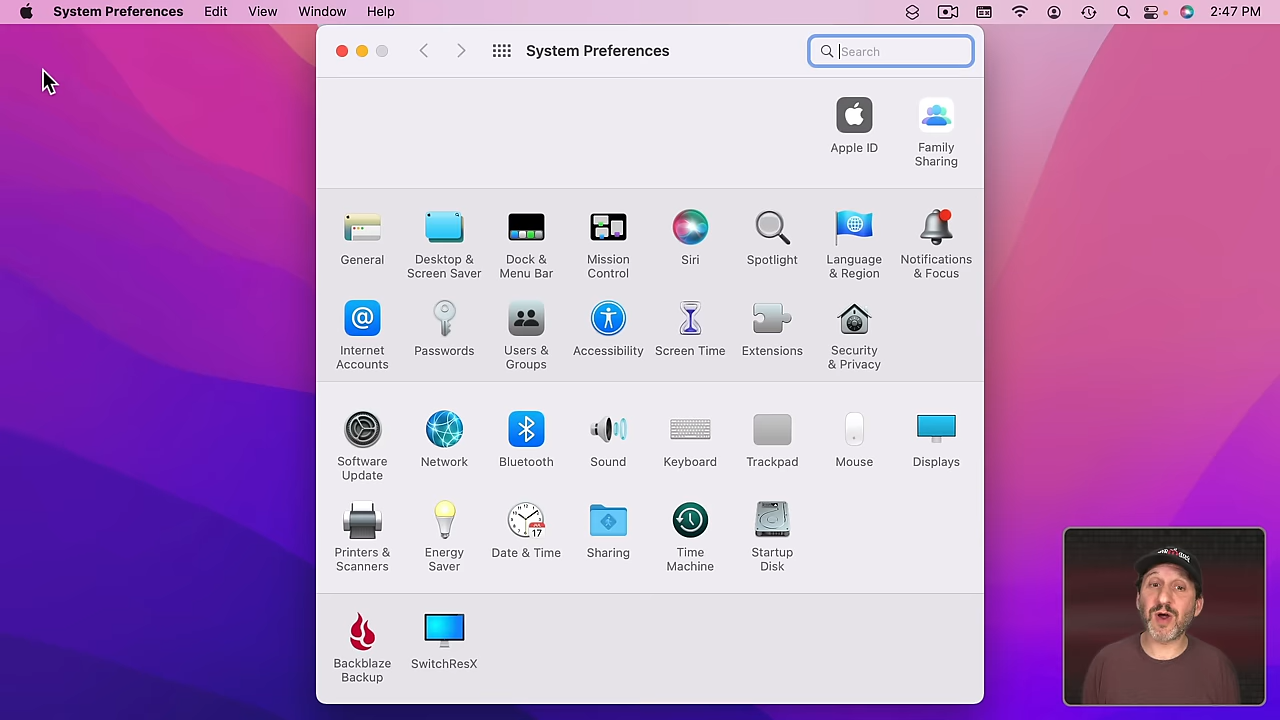 System Preferences Edit View Window Help 2:47 PM
System Preferences
Search
Apple ID
Family
Sharing
General
Desktop &
Screen Saver
Dock &
Menu Bar
Mission
Control
Siri
Spotlight
Language
& Region
Notifications
& Focus
Internet
Accounts
Passwords
Users &
Groups
Accessibility
Screen Time
Extensions
Security
& Privacy
Software
Update
Network
Bluetooth
Sound
Keyboard
Trackpad
Mouse
Displays
Printers &
Scanners
Energy
Saver
17
Date & Time
Sharing
Time
Machine
Startup
Disk
Backblaze
Backup
SwitchResX